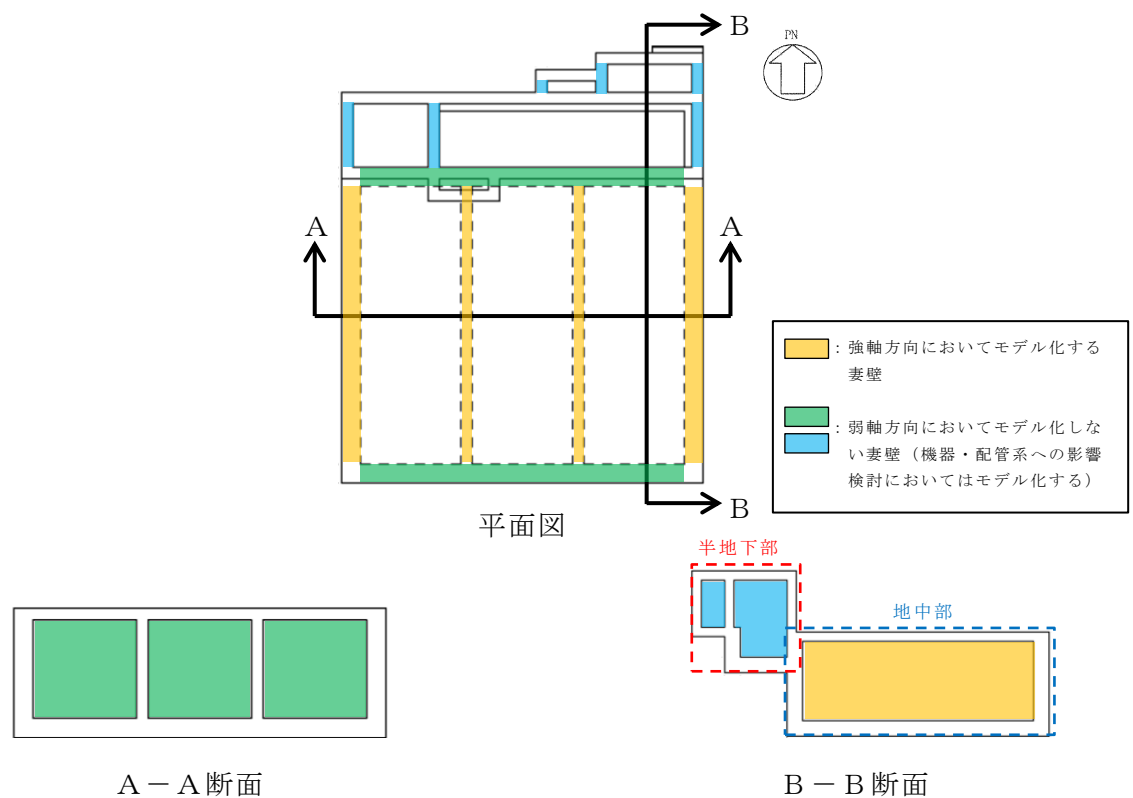 B
PN
A
A
:強軸方向においてモデル化する
妻壁
:弱軸方向においてモデル化しな
い妻壁(機器・配管系への影響
検討においてはモデル化する)
B
平面図
半地下部
地中部
A-A断面
B-B断面